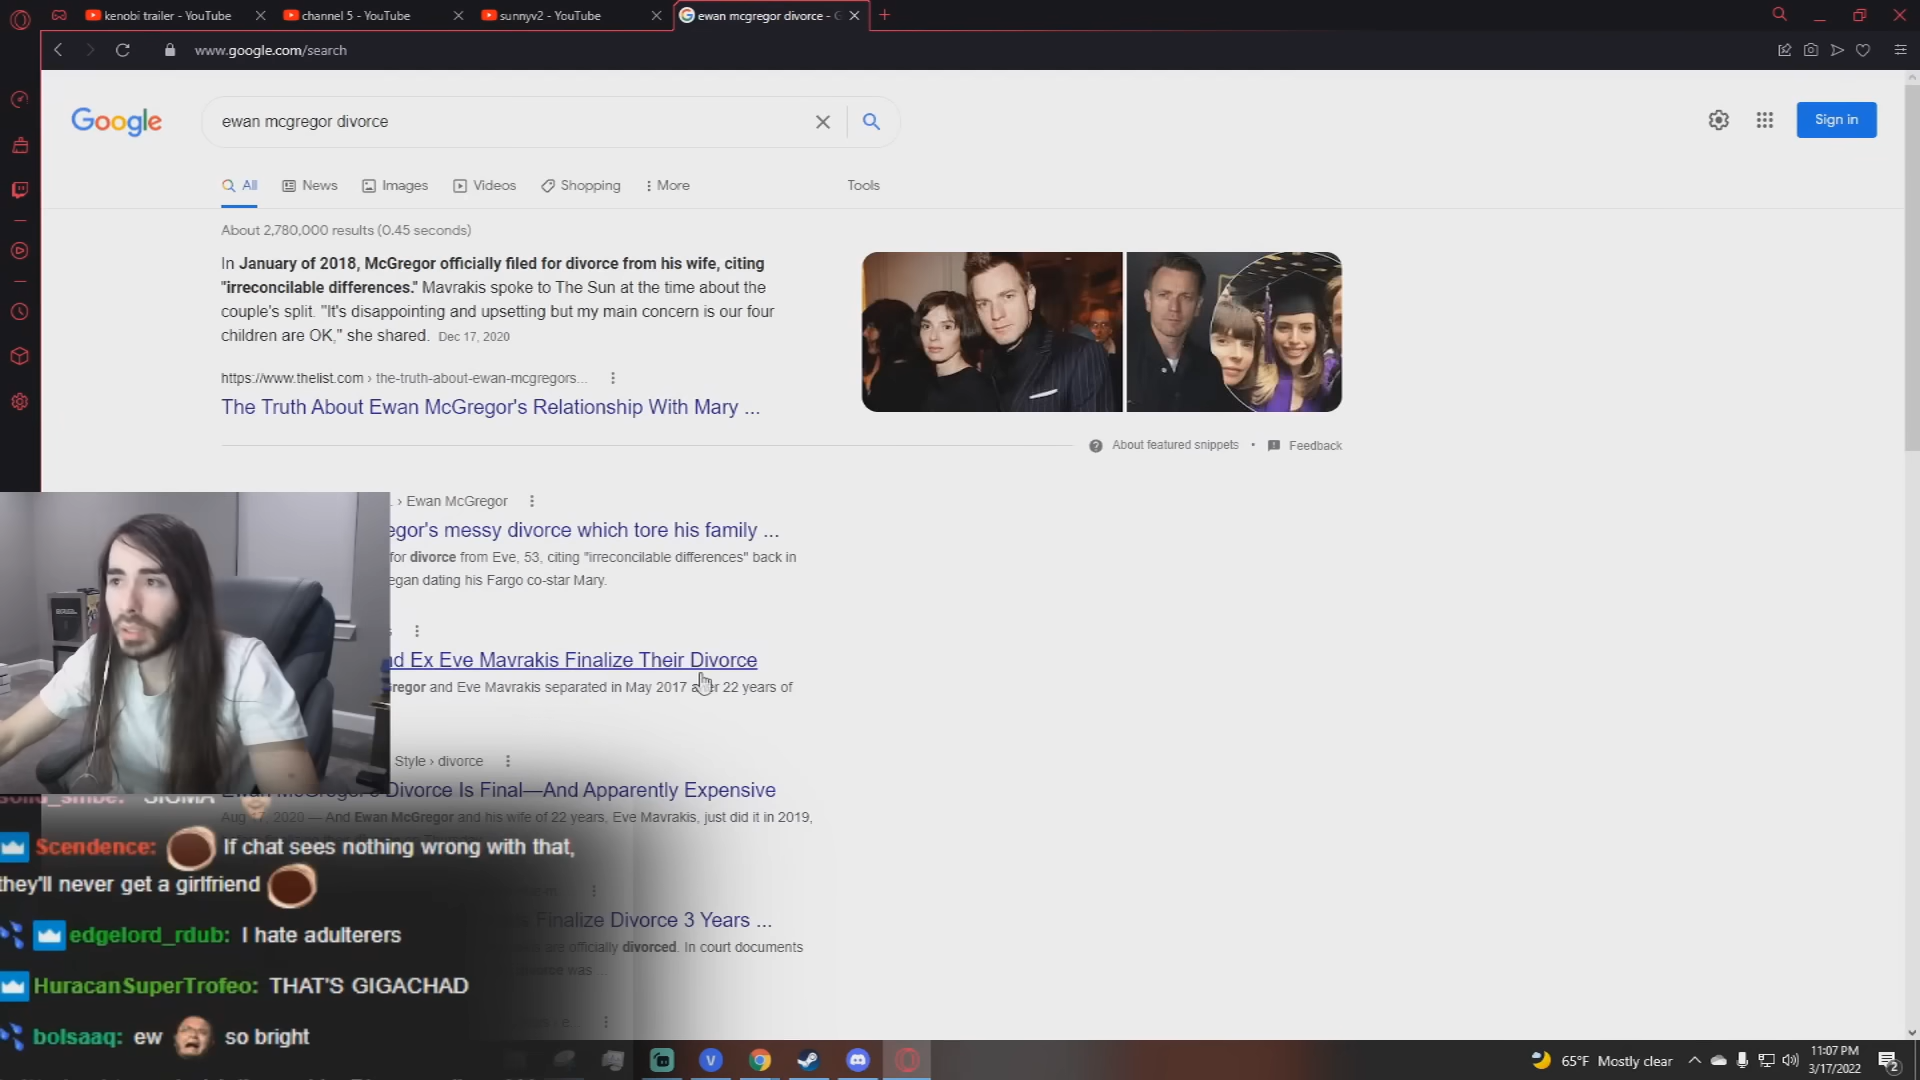 kenobi trailer - YouTube
channel 5 - YouTube
sunnyv2 - YouTube
ewan mcgregor divorce - G
www.google.com/search
Google
ewan mcgregor divorce
Sign in
All
News
Images
Videos
Shopping
More
Tools
About 2,780,000 results (0.45 seconds)
In January of 2018, McGregor officially filed for divorce from his wife, citing
"irreconcilable differences." Mavrakis spoke to The Sun at the time about the
couple's split. "It's disappointing and upsetting but my main concern is our four
children are OK," she shared. Dec 17, 2020
https://www.thelist.com › the-truth-about-ewan-mcgregors...
The Truth About Ewan McGregor's Relationship With Mary ...
About featured snippets • Feedback
› Ewan McGregor
egor's messy divorce which tore his family ...
for divorce from Eve, 53, citing "irreconcilable differences" back in
egan dating his Fargo co-star Mary.
nd Ex Eve Mavrakis Finalize Their Divorce
regor and Eve Mavrakis separated in May 2017 after 22 years of
Style › divorce
Ewan McGregor's Divorce Is Final—And Apparently Expensive
Aug 17, 2020 — And Ewan McGregor and his wife of 22 years, Eve Mavrakis, just did it in 2019,
Finalize Divorce 3 Years ...
are officially divorced. In court documents
divorce was ...
SIGMA
Scendence: If chat sees nothing wrong with that,
they'll never get a girlfriend
edgelord_rdub: I hate adulterers
HuracanSuperTrofeo: THAT'S GIGACHAD
bolsaaq: ew so bright
65°F Mostly clear
11:07 PM
3/17/2022
2